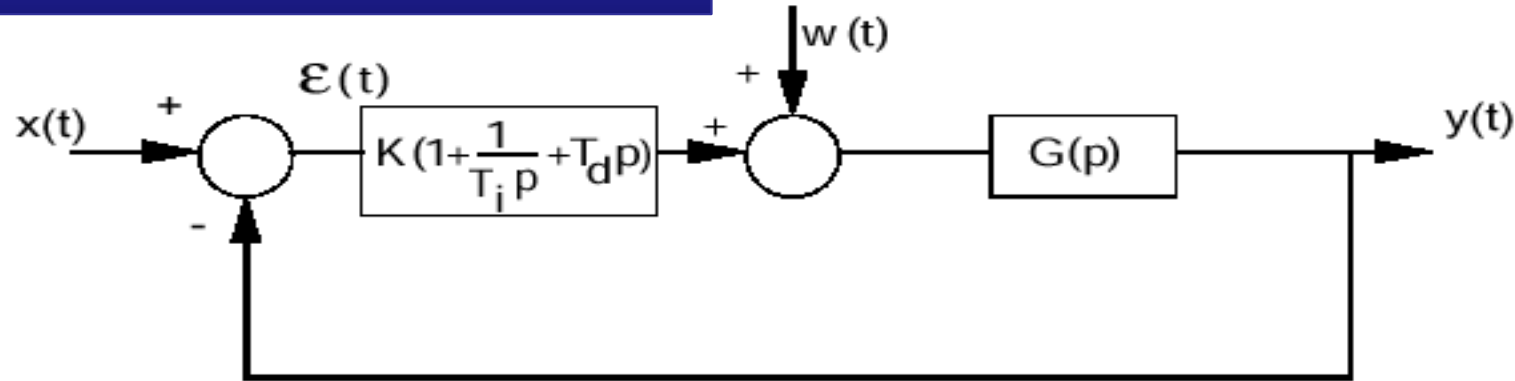 w (t)
+
ε(t)
x(t)
+
K(1+1/T_i p +T_d p)
+
G(p)
y(t)
-